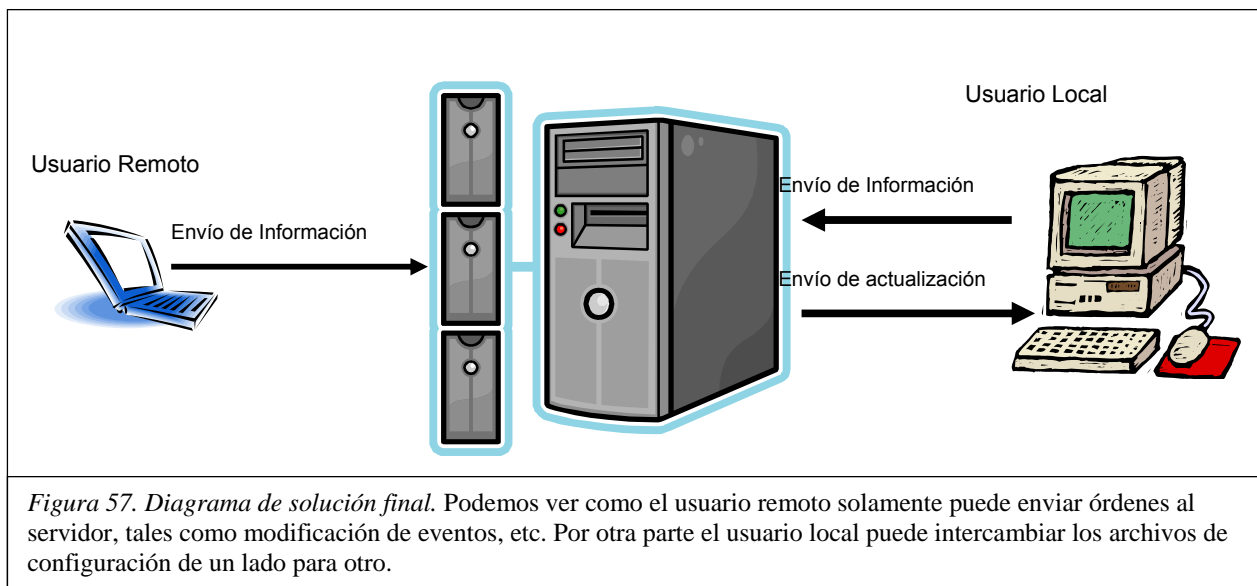 Usuario Local
Usuario Remoto
Envío de Información
Envío de Información
Envío de actualización
Figura 57. Diagrama de solución final. Podemos ver como el usuario remoto solamente puede enviar órdenes al
servidor, tales como modificación de eventos, etc. Por otra parte el usuario local puede intercambiar los archivos de
configuración de un lado para otro.